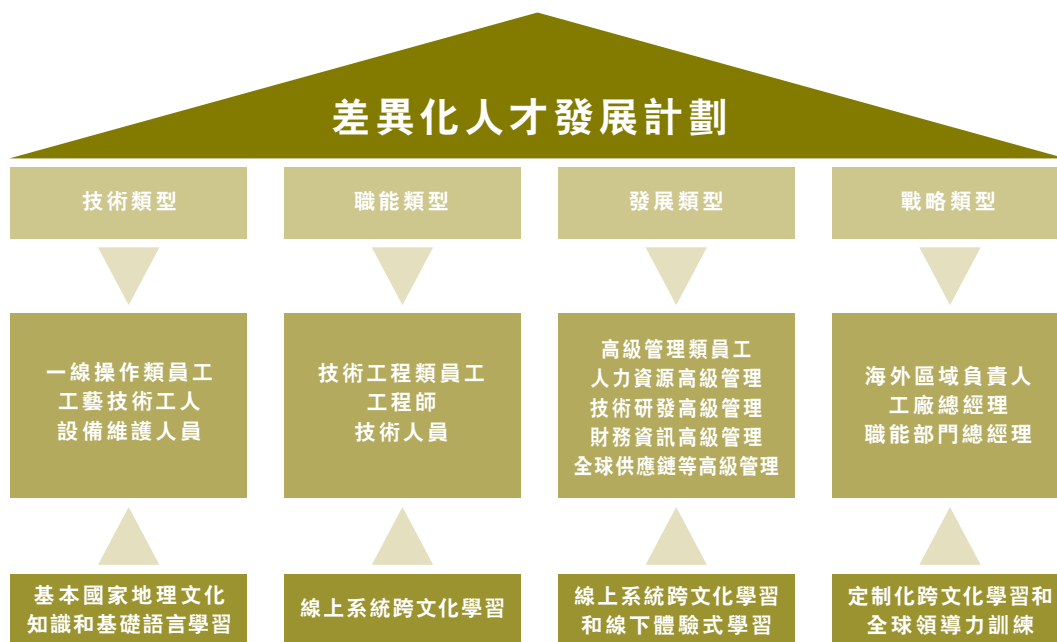 差異化人才發展計劃
技術類型
職能類型
發展類型
戰略類型
一線操作類員工
工藝技術工人
設備維護人員
技術工程類員工
工程師
技術人員
高級管理類員工
人力資源高級管理
技術研發高級管理
財務資訊高級管理
全球供應鏈等高級管理
海外區域負責人
工廠總經理
職能部門總經理
基本國家地理文化
知識和基礎語言學習
線上系統跨文化學習
線上系統跨文化學習
和線下體驗式學習
定制化跨文化學習和
全球領導力訓練